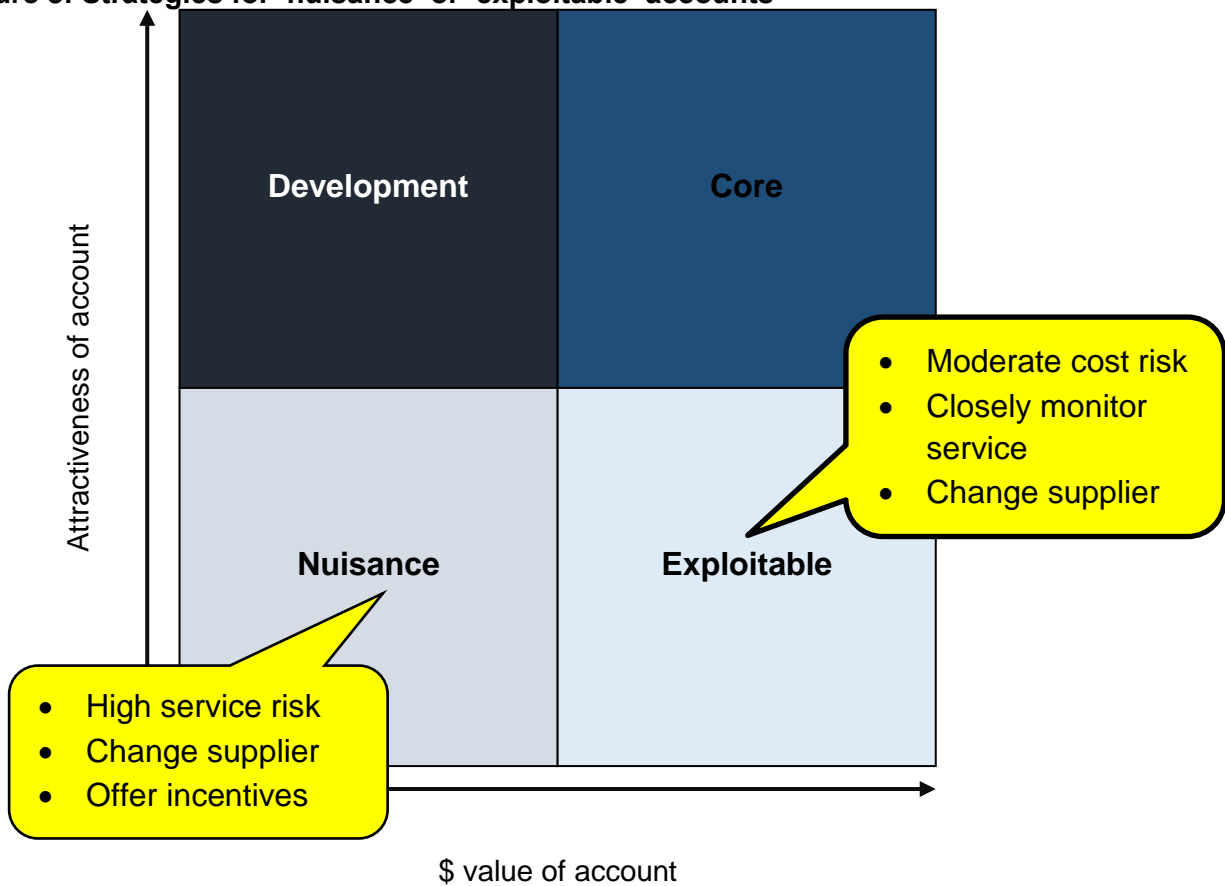 Development
Core
Attractiveness of account
• Moderate cost risk
• Closely monitor
service
• Change supplier
Nuisance
Exploitable
• High service risk
• Change supplier
• Offer incentives
$ value of account